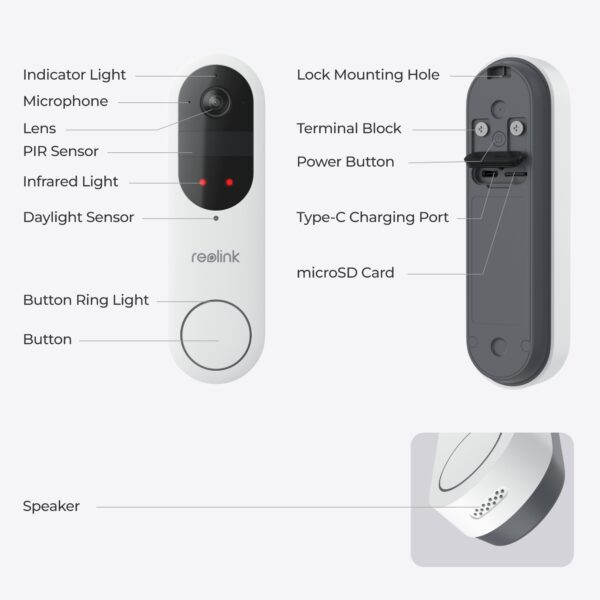 Indicator Light
Microphone
Lens
PIR Sensor
Infrared Light
Daylight Sensor
reolink
Button Ring Light
Button
Lock Mounting Hole
Terminal Block
Power Button
Type-C Charging Port
microSD Card
Speaker